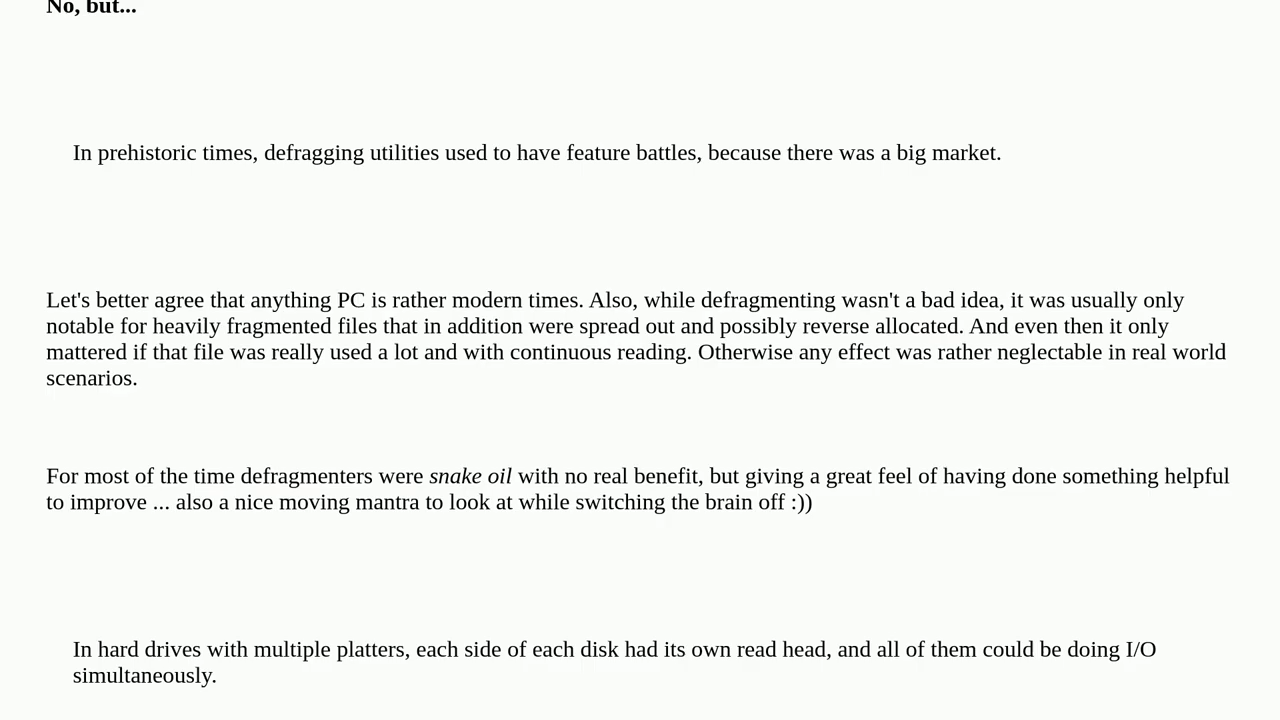 No, but...
In prehistoric times, defragging utilities used to have feature battles, because there was a big market.
Let's better agree that anything PC is rather modern times. Also, while defragmenting wasn't a bad idea, it was usually only
notable for heavily fragmented files that in addition were spread out and possibly reverse allocated. And even then it only
mattered if that file was really used a lot and with continuous reading. Otherwise any effect was rather neglectable in real world
scenarios.
For most of the time defragmenters were snake oil with no real benefit, but giving a great feel of having done something helpful
to improve ... also a nice moving mantra to look at while switching the brain off :))
In hard drives with multiple platters, each side of each disk had its own read head, and all of them could be doing I/O
simultaneously.